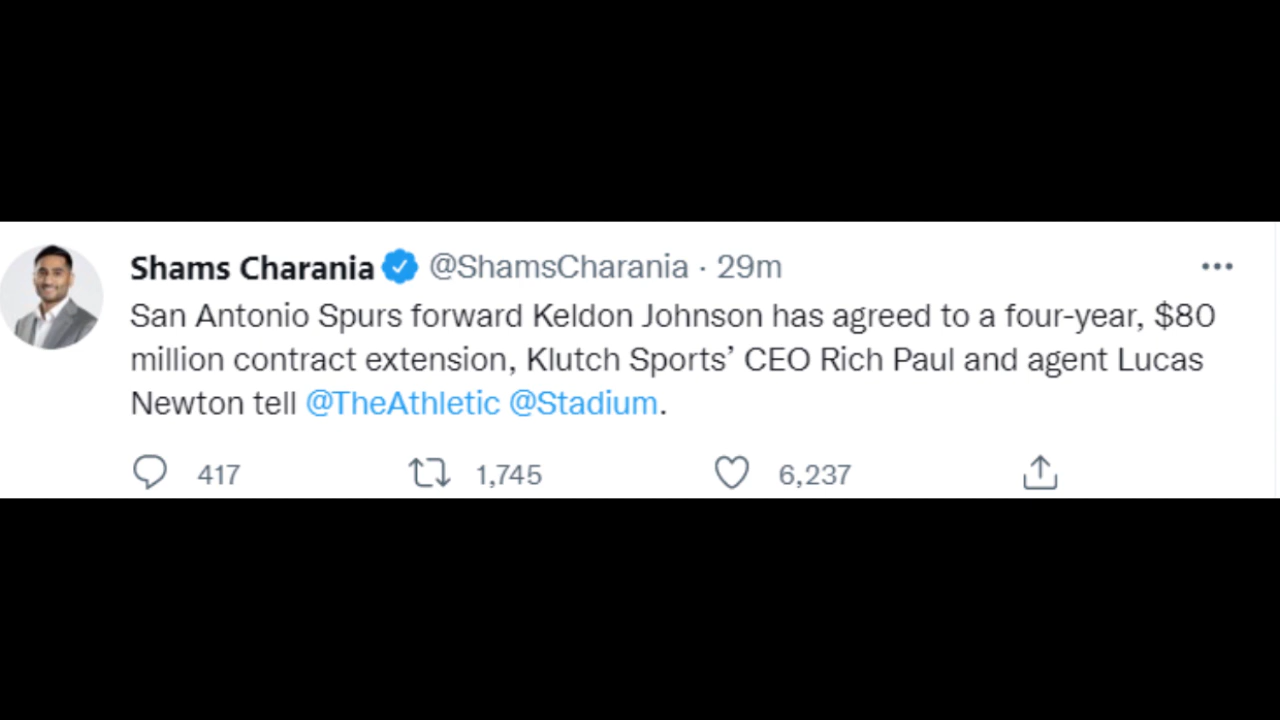 Shams Charania @ShamsCharania · 29m
San Antonio Spurs forward Keldon Johnson has agreed to a four-year, $80
million contract extension, Klutch Sports’ CEO Rich Paul and agent Lucas
Newton tell @TheAthletic @Stadium.
417 1,745 6,237